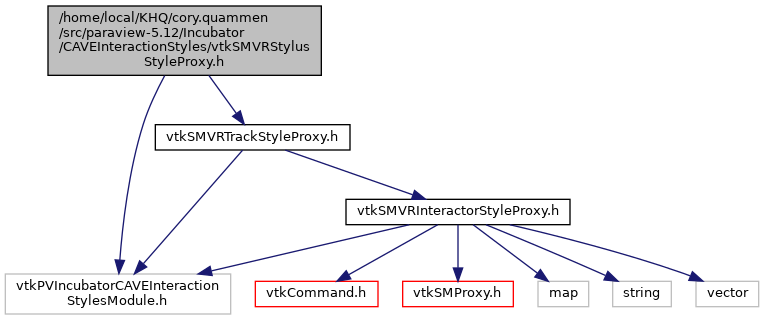 /home/local/KHQ/cory.quammen
/src/paraview-5.12/Incubator
/CAVEInteractionStyles/vtkSMVRStylus
StyleProxy.h
vtkSMVRTrackStyleProxy.h
vtkSMVRInteractorStyleProxy.h
vtkPVIncubatorCAVEInteraction
StylesModule.h
vtkCommand.h
vtkSMProxy.h
map
string
vector